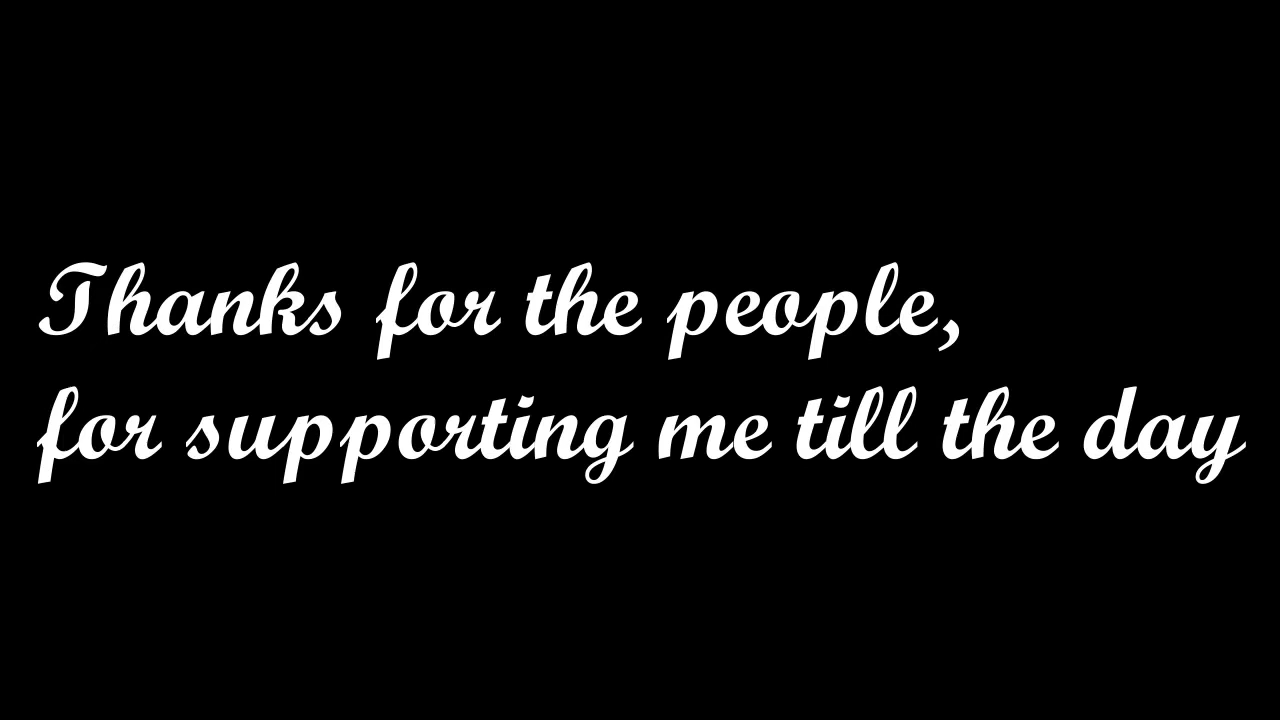 Thanks for the people,
for supporting me till the day